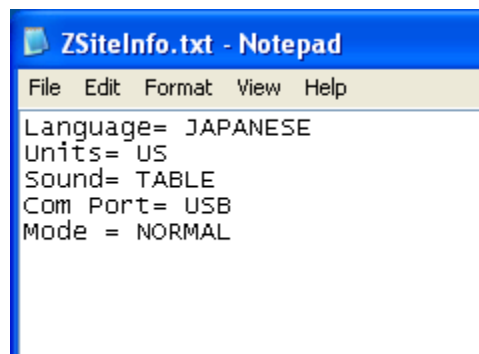 ZSiteInfo.txt - Notepad
File Edit Format View Help
Language= JAPANESE
Units= US
Sound= TABLE
Com Port= USB
Mode = NORMAL